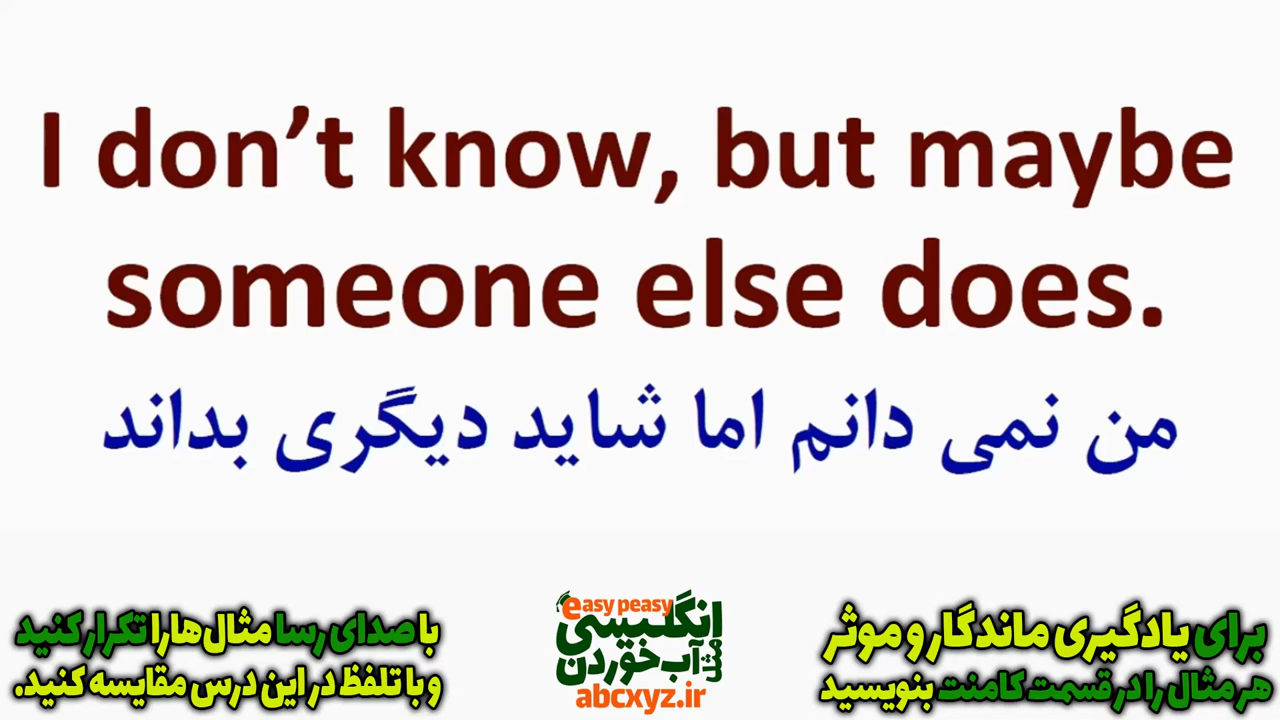 I don’t know, but maybe
someone else does.
من نمی دانم اما شاید دیگری بداند
برای یادگیری ماندگار و موثر
هر مثال را در قسمت کامنت بنویسید
easy peasy
انگلیسی
مثل
آب خوردن
abcxyz.ir
با صدای رسا مثال‌ها را تکرار کنید
و با تلفظ در این درس مقایسه کنید.